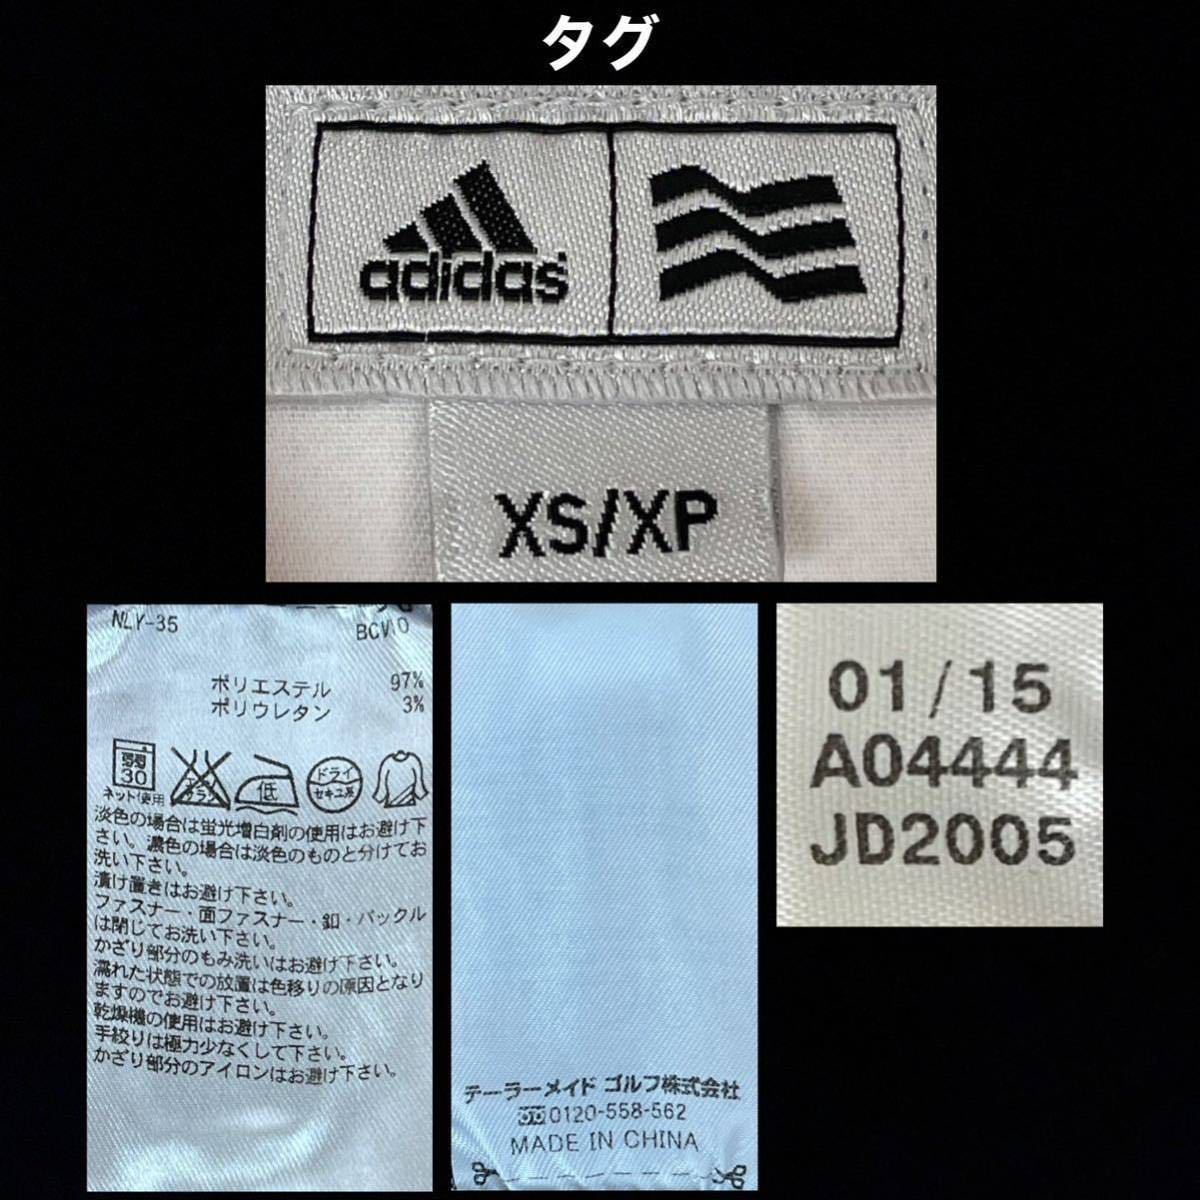 タグ
adidas
XS/XP
NLY-35
ポリエステル 97%
ポリウレタン 3%
弱
30
ネット使用
エンソ
サラシ
低
ドライ
セキユ系
淡色の場合は蛍光増白剤の使用はお避け下
さい。濃色の場合は淡色のものと分けてお
洗い下さい。
漬け置きはお避け下さい。
ファスナー・面ファスナー・釦・バックル
は閉じてお洗い下さい。
かざり部分のもみ洗いはお避け下さい。
濡れた状態での放置は色移りの原因となり
ますのでお避け下さい。
乾燥機の使用はお避け下さい。
手絞りは極力少なくして下さい。
かざり部分のアイロンはお避け下さい。
テーラーメイド ゴルフ株式会社
0120-558-562
MADE IN CHINA
01/15
A04444
JD2005